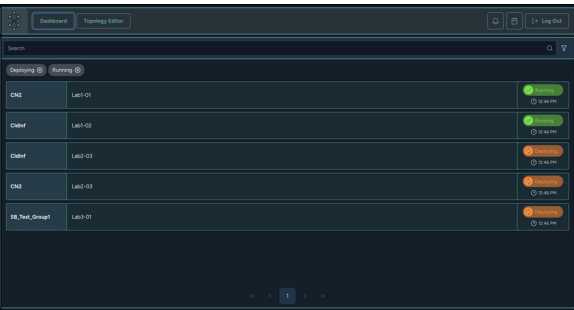 Dashboard Topology Editor Log Out
Search
Deploying Running
CN2 Lab1-01 Running
12:46 PM
CldInf Lab1-02 Running
12:46 PM
CldInf Lab2-03 Deploying
12:46 PM
CN2 Lab2-03 Deploying
12:46 PM
SB_Test_Group1 Lab3-01 Deploying
12:46 PM
1